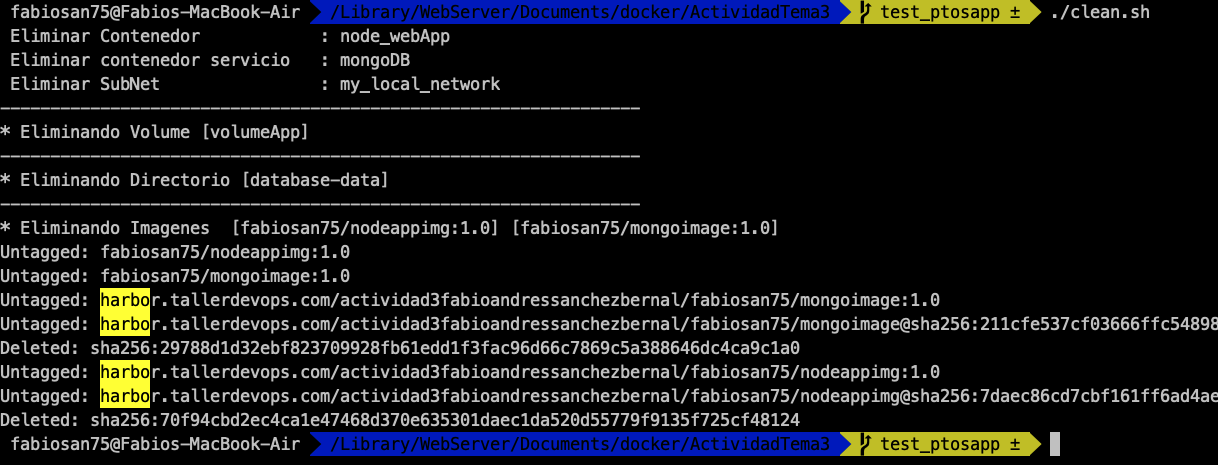 fabiosan75@Fabios-MacBook-Air /Library/WebServer/Documents/docker/ActividadTema3 test_ptosapp ± ./clean.sh
Eliminar Contenedor : node_webApp
Eliminar contenedor servicio : mongoDB
Eliminar SubNet : my_local_network
----------------------------------------------------------------
* Eliminando Volume [volumeApp]
----------------------------------------------------------------
* Eliminando Directorio [database-data]
----------------------------------------------------------------
* Eliminando Imagenes  [fabiosan75/nodeappimg:1.0] [fabiosan75/mongoimage:1.0]
Untagged: fabiosan75/nodeappimg:1.0
Untagged: fabiosan75/mongoimage:1.0
Untagged: harbor.tallerdevops.com/actividad3fabioandressanchezbernal/fabiosan75/mongoimage:1.0
Untagged: harbor.tallerdevops.com/actividad3fabioandressanchezbernal/fabiosan75/mongoimage@sha256:211cfe537cf03666ffc54898
Deleted: sha256:29788d1d32ebf823709928fb61edd1f3fac96d66c7869c5a388646dc4ca9c1a0
Untagged: harbor.tallerdevops.com/actividad3fabioandressanchezbernal/fabiosan75/nodeappimg:1.0
Untagged: harbor.tallerdevops.com/actividad3fabioandressanchezbernal/fabiosan75/nodeappimg@sha256:7daec86cd7cbf161ff6ad4ae
Deleted: sha256:70f94cbd2ec4ca1e47468d370e635301daec1da520d55779f9135f725cf48124
fabiosan75@Fabios-MacBook-Air /Library/WebServer/Documents/docker/ActividadTema3 test_ptosapp ±